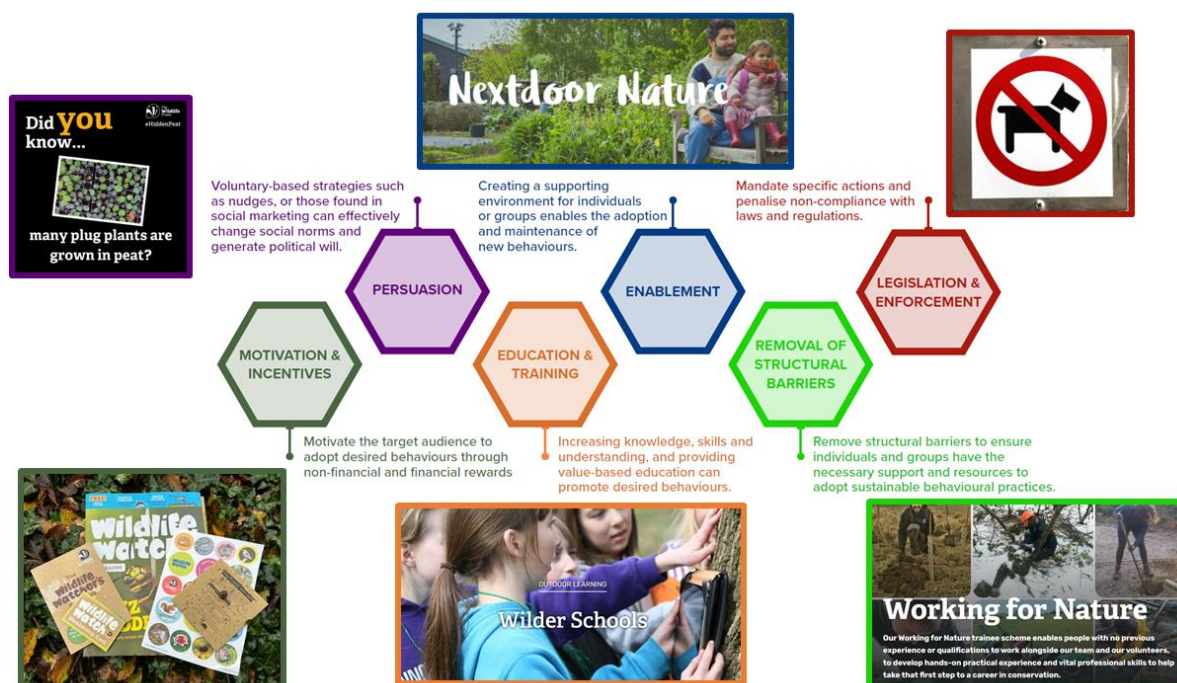 Nextdoor Nature
Did you
know...
The
Wildlife
Trusts
#HiddenPeat
many plug plants are
grown in peat?
Voluntary-based strategies such
as nudges, or those found in
social marketing can effectively
change social norms and
generate political will.
Creating a supporting
environment for individuals
or groups enables the adoption
and maintenance of
new behaviours.
Mandate specific actions and
penalise non-compliance with
laws and regulations.
PERSUASION
ENABLEMENT
LEGISLATION &
ENFORCEMENT
MOTIVATION &
INCENTIVES
EDUCATION &
TRAINING
REMOVAL OF
STRUCTURAL
BARRIERS
Motivate the target audience to
adopt desired behaviours through
non-financial and financial rewards
Increasing knowledge, skills and
understanding, and providing
value-based education can
promote desired behaviours.
Remove structural barriers to ensure
individuals and groups have the
necessary support and resources to
adopt sustainable behavioural practices.
Wildlife
Watch
The
Wildlife
Watcher's
Wildlife
Watch
OUTDOOR LEARNING
Wilder Schools
Working for Nature
Our Working for Nature trainee scheme enables people with no previous
experience or qualifications to work alongside our team and our volunteers,
to develop hands-on practical experience and vital professional skills to help
take that first step to a career in conservation.